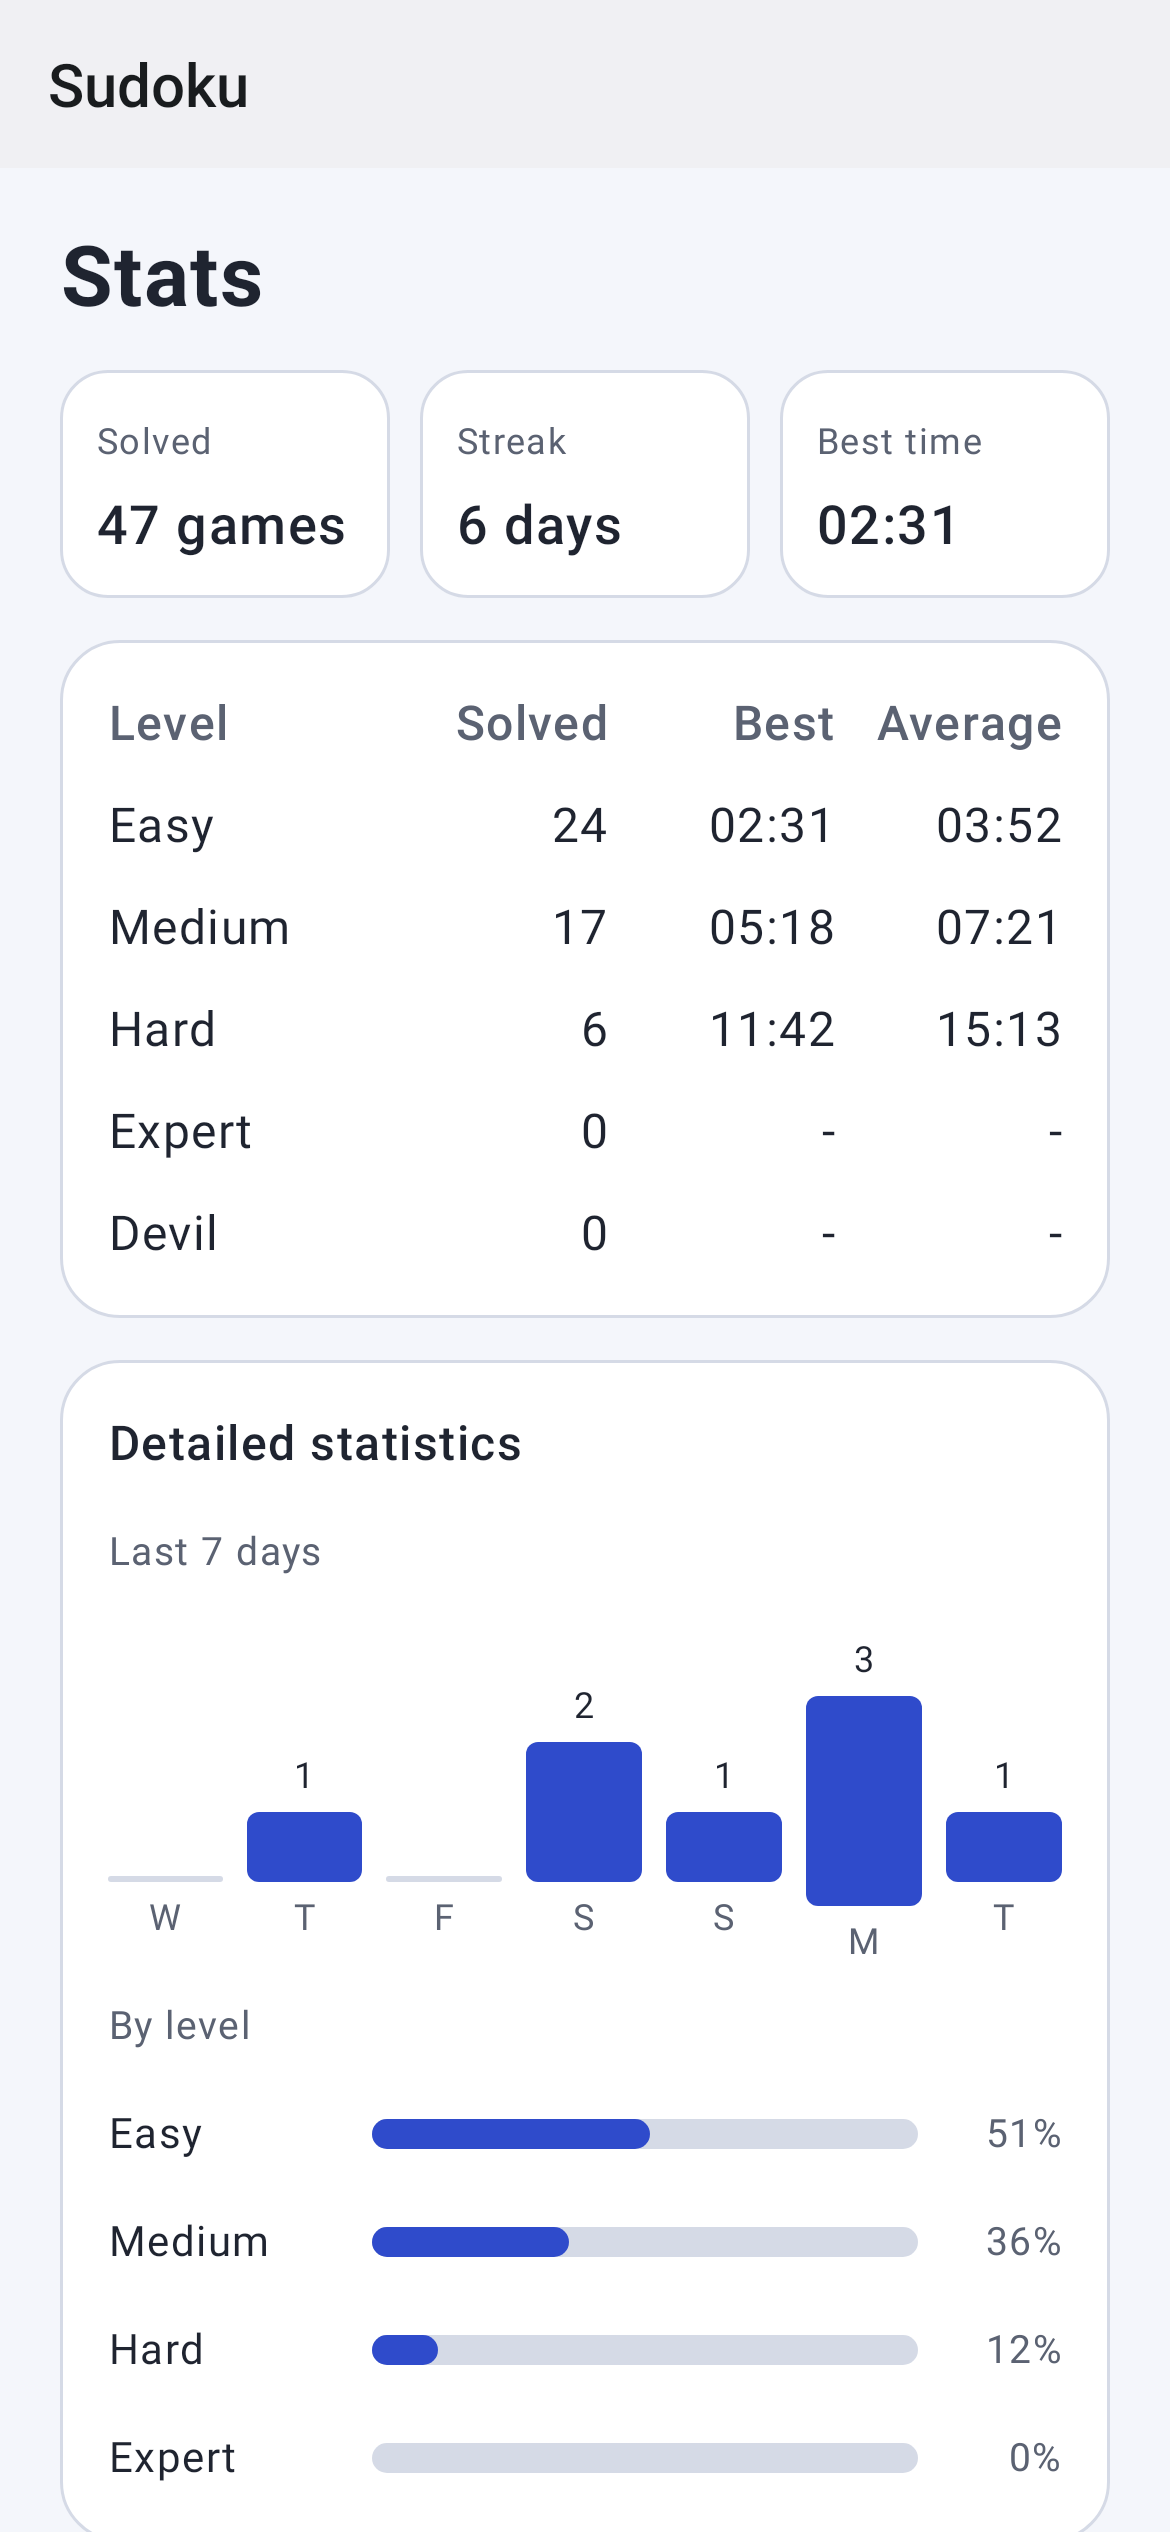 Sudoku
Stats
Solved Streak Best time
47 games 6 days 02:31
Level Solved Best Average
Easy 24 02:31 03:52
Medium 17 05:18 07:21
Hard 6 11:42 15:13
Expert 0 - -
Devil 0 - -
Detailed statistics
Last 7 days
1 2 1 3 1
W T F S S M T
By level
Easy 51%
Medium 36%
Hard 12%
Expert 0%